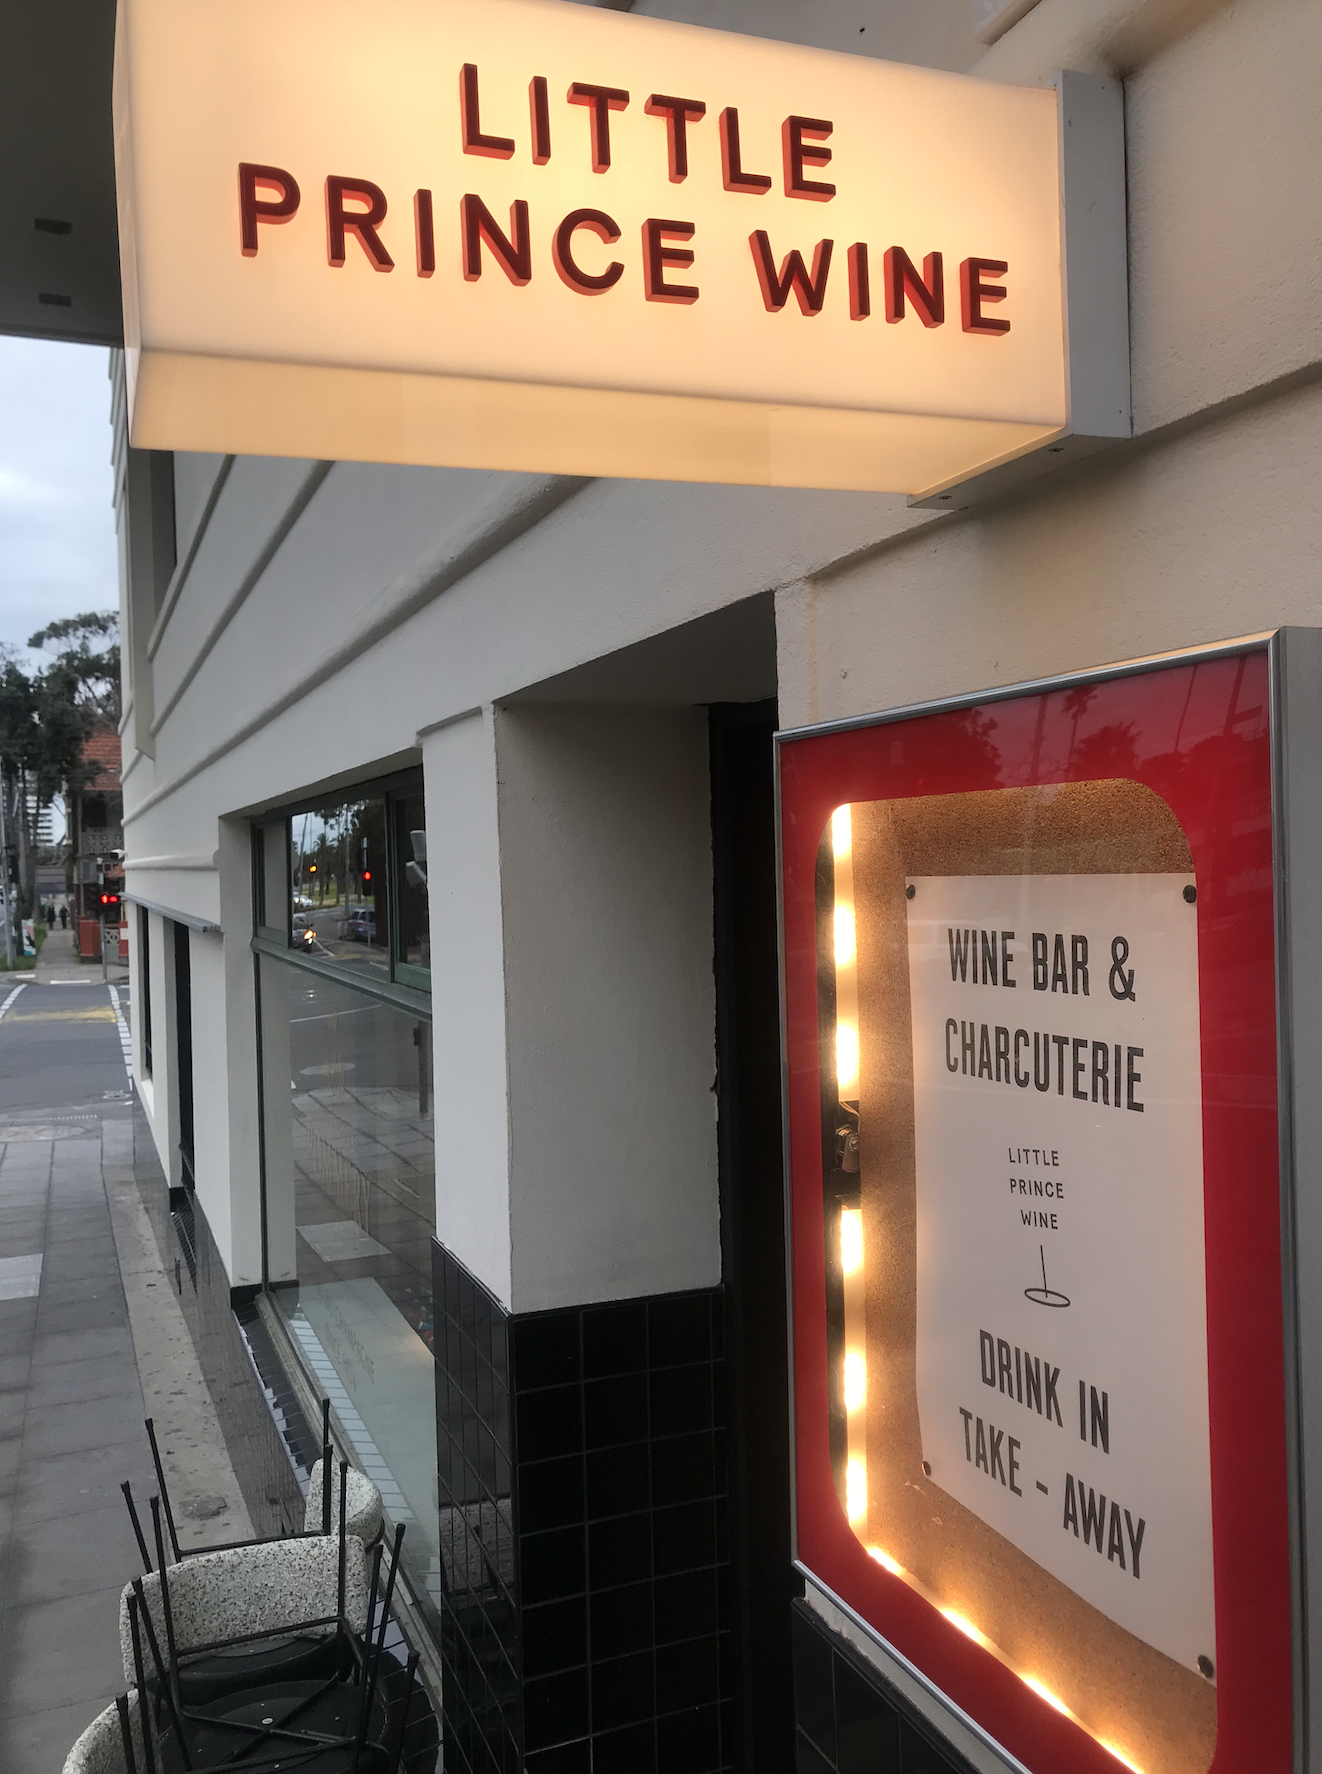 LITTLE
PRINCE WINE
WINE BAR &
CHARCUTERIE
LITTLE
PRINCE
WINE
DRINK IN
TAKE - AWAY